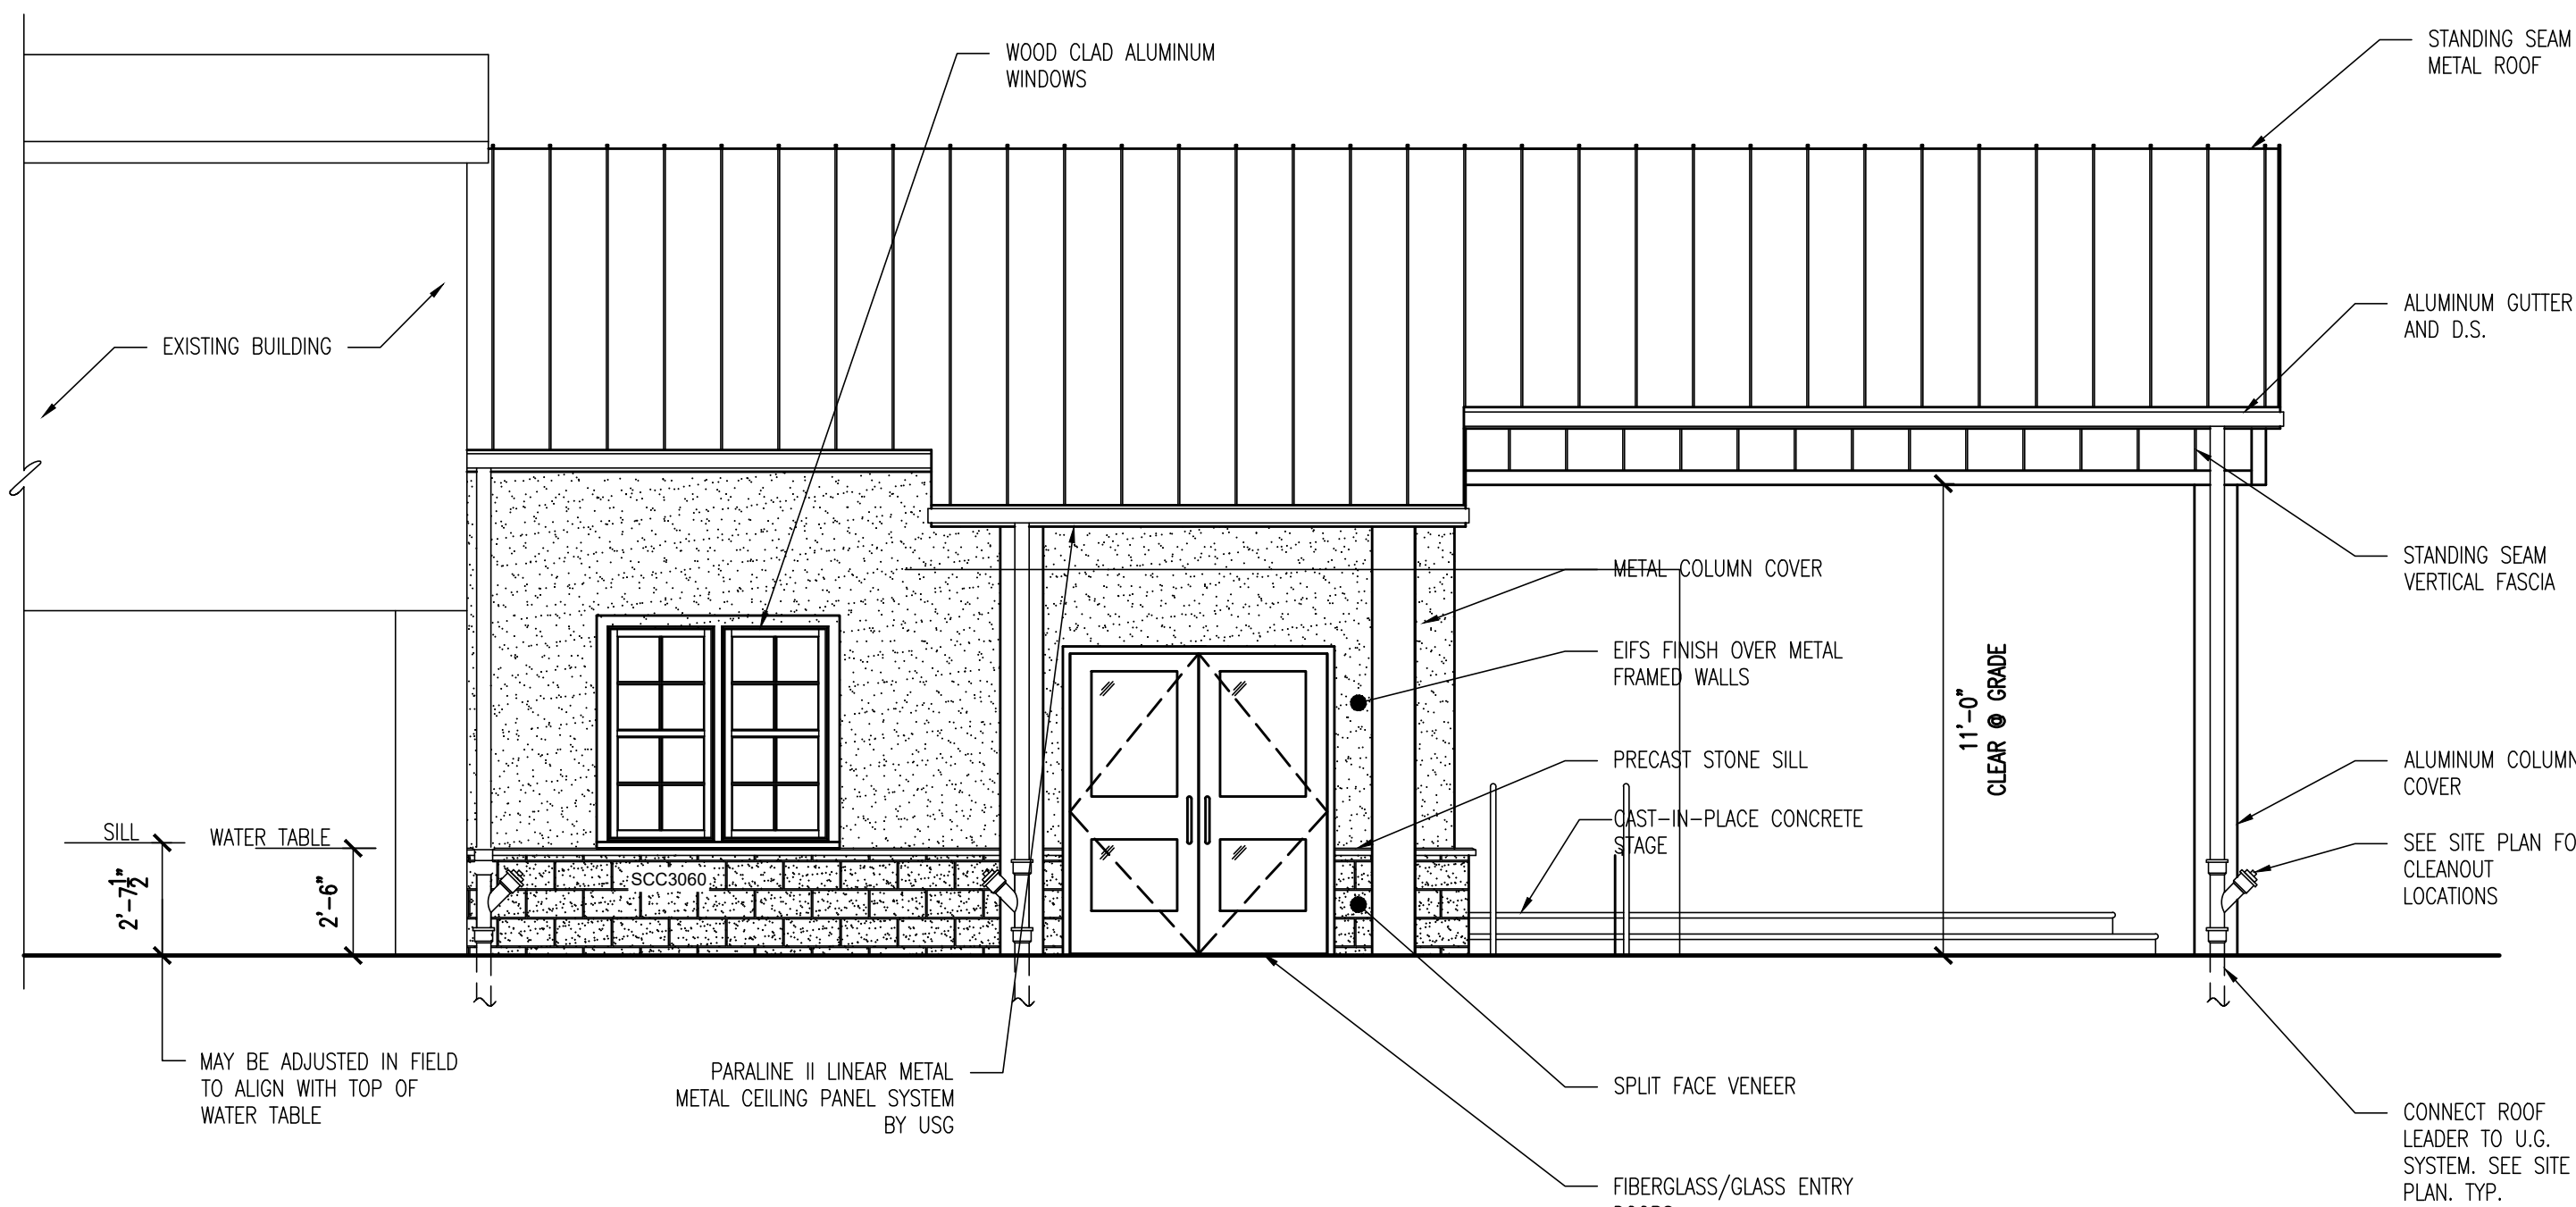 WOOD CLAD ALUMINUM
WINDOWS
STANDING SEAM
METAL ROOF
EXISTING BUILDING
ALUMINUM GUTTER
AND D.S.
METAL COLUMN COVER
STANDING SEAM
VERTICAL FASCIA
EIFS FINISH OVER METAL
FRAMED WALLS
11'-0"
CLEAR @ GRADE
PRECAST STONE SILL
ALUMINUM COLUMN
COVER
CAST-IN-PLACE CONCRETE
STAGE
SILL
WATER TABLE
2'-7 1/2"
2'-6"
SCC3060
SEE SITE PLAN FO
CLEANOUT
LOCATIONS
MAY BE ADJUSTED IN FIELD
TO ALIGN WITH TOP OF
WATER TABLE
PARALINE II LINEAR METAL
METAL CEILING PANEL SYSTEM
BY USG
SPLIT FACE VENEER
CONNECT ROOF
LEADER TO U.G.
SYSTEM. SEE SITE
PLAN. TYP.
FIBERGLASS/GLASS ENTRY